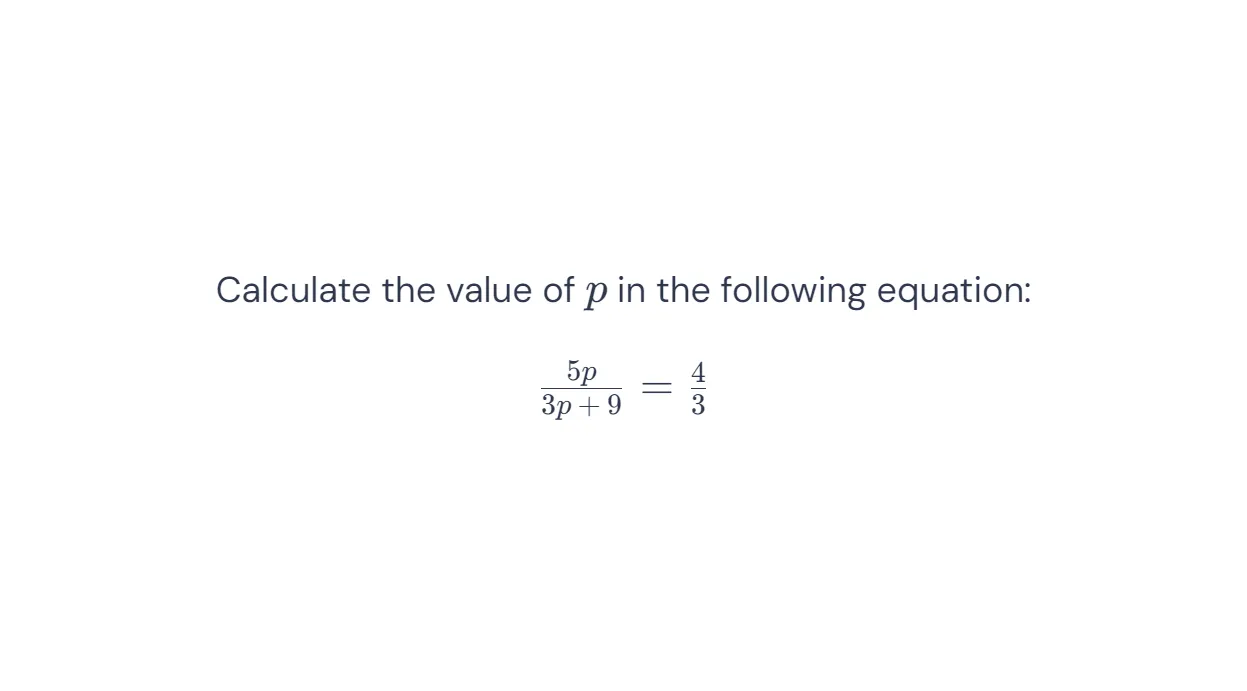 Calculate the value of p in the following equation:
5p/(3p + 9) = 4/3